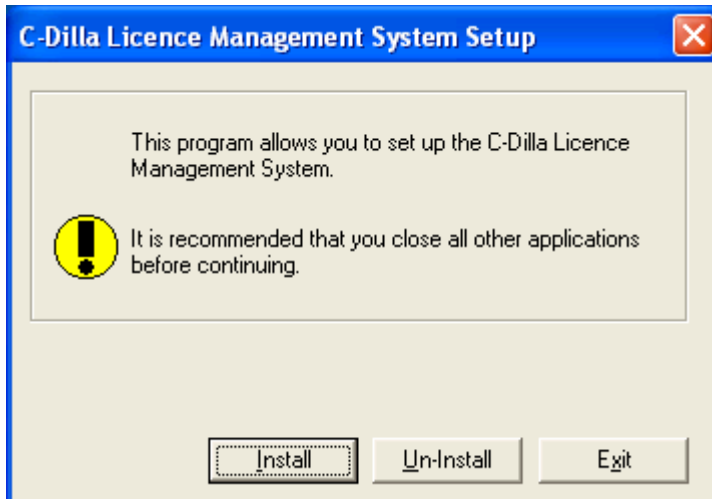 C-Dilla Licence Management System Setup
This program allows you to set up the C-Dilla Licence
Management System.
It is recommended that you close all other applications
before continuing.
Install
Un-Install
Exit